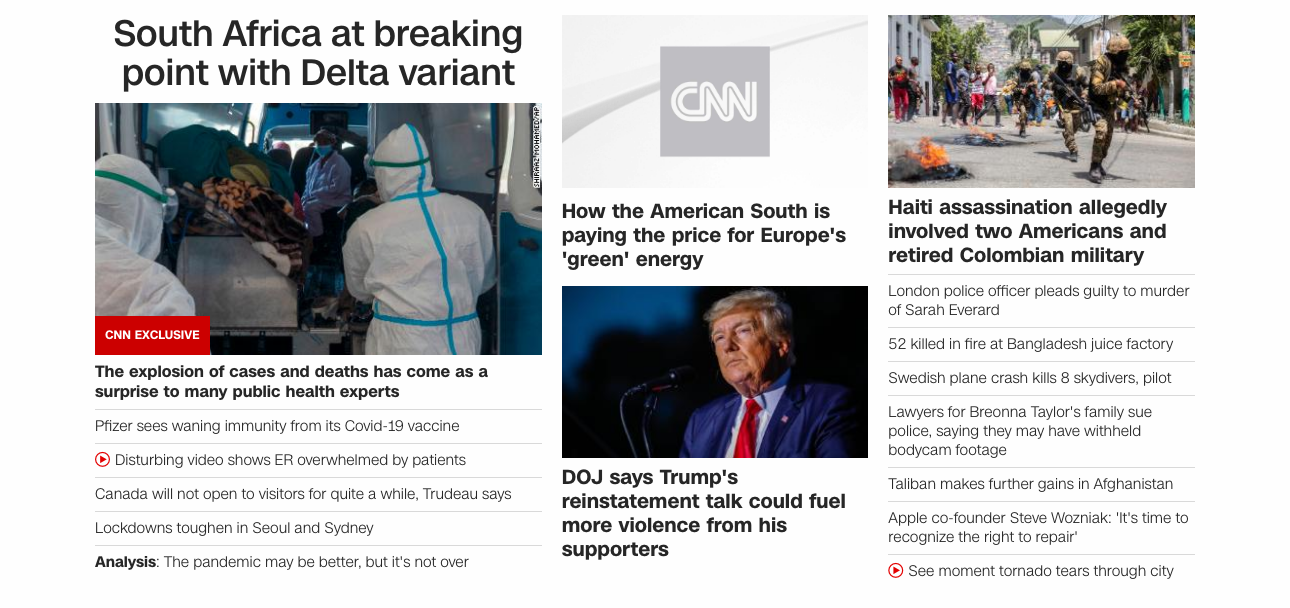 South Africa at breaking
point with Delta variant
SHIRAAZ MOHAMED/AP
CNN EXCLUSIVE
The explosion of cases and deaths has come as a
surprise to many public health experts
Pfizer sees waning immunity from its Covid-19 vaccine
Disturbing video shows ER overwhelmed by patients
Canada will not open to visitors for quite a while, Trudeau says
Lockdowns toughen in Seoul and Sydney
Analysis: The pandemic may be better, but it's not over
CNN
How the American South is
paying the price for Europe's
'green' energy
DOJ says Trump's
reinstatement talk could fuel
more violence from his
supporters
Haiti assassination allegedly
involved two Americans and
retired Colombian military
London police officer pleads guilty to murder
of Sarah Everard
52 killed in fire at Bangladesh juice factory
Swedish plane crash kills 8 skydivers, pilot
Lawyers for Breonna Taylor's family sue
police, saying they may have withheld
bodycam footage
Taliban makes further gains in Afghanistan
Apple co-founder Steve Wozniak: 'It's time to
recognize the right to repair'
See moment tornado tears through city